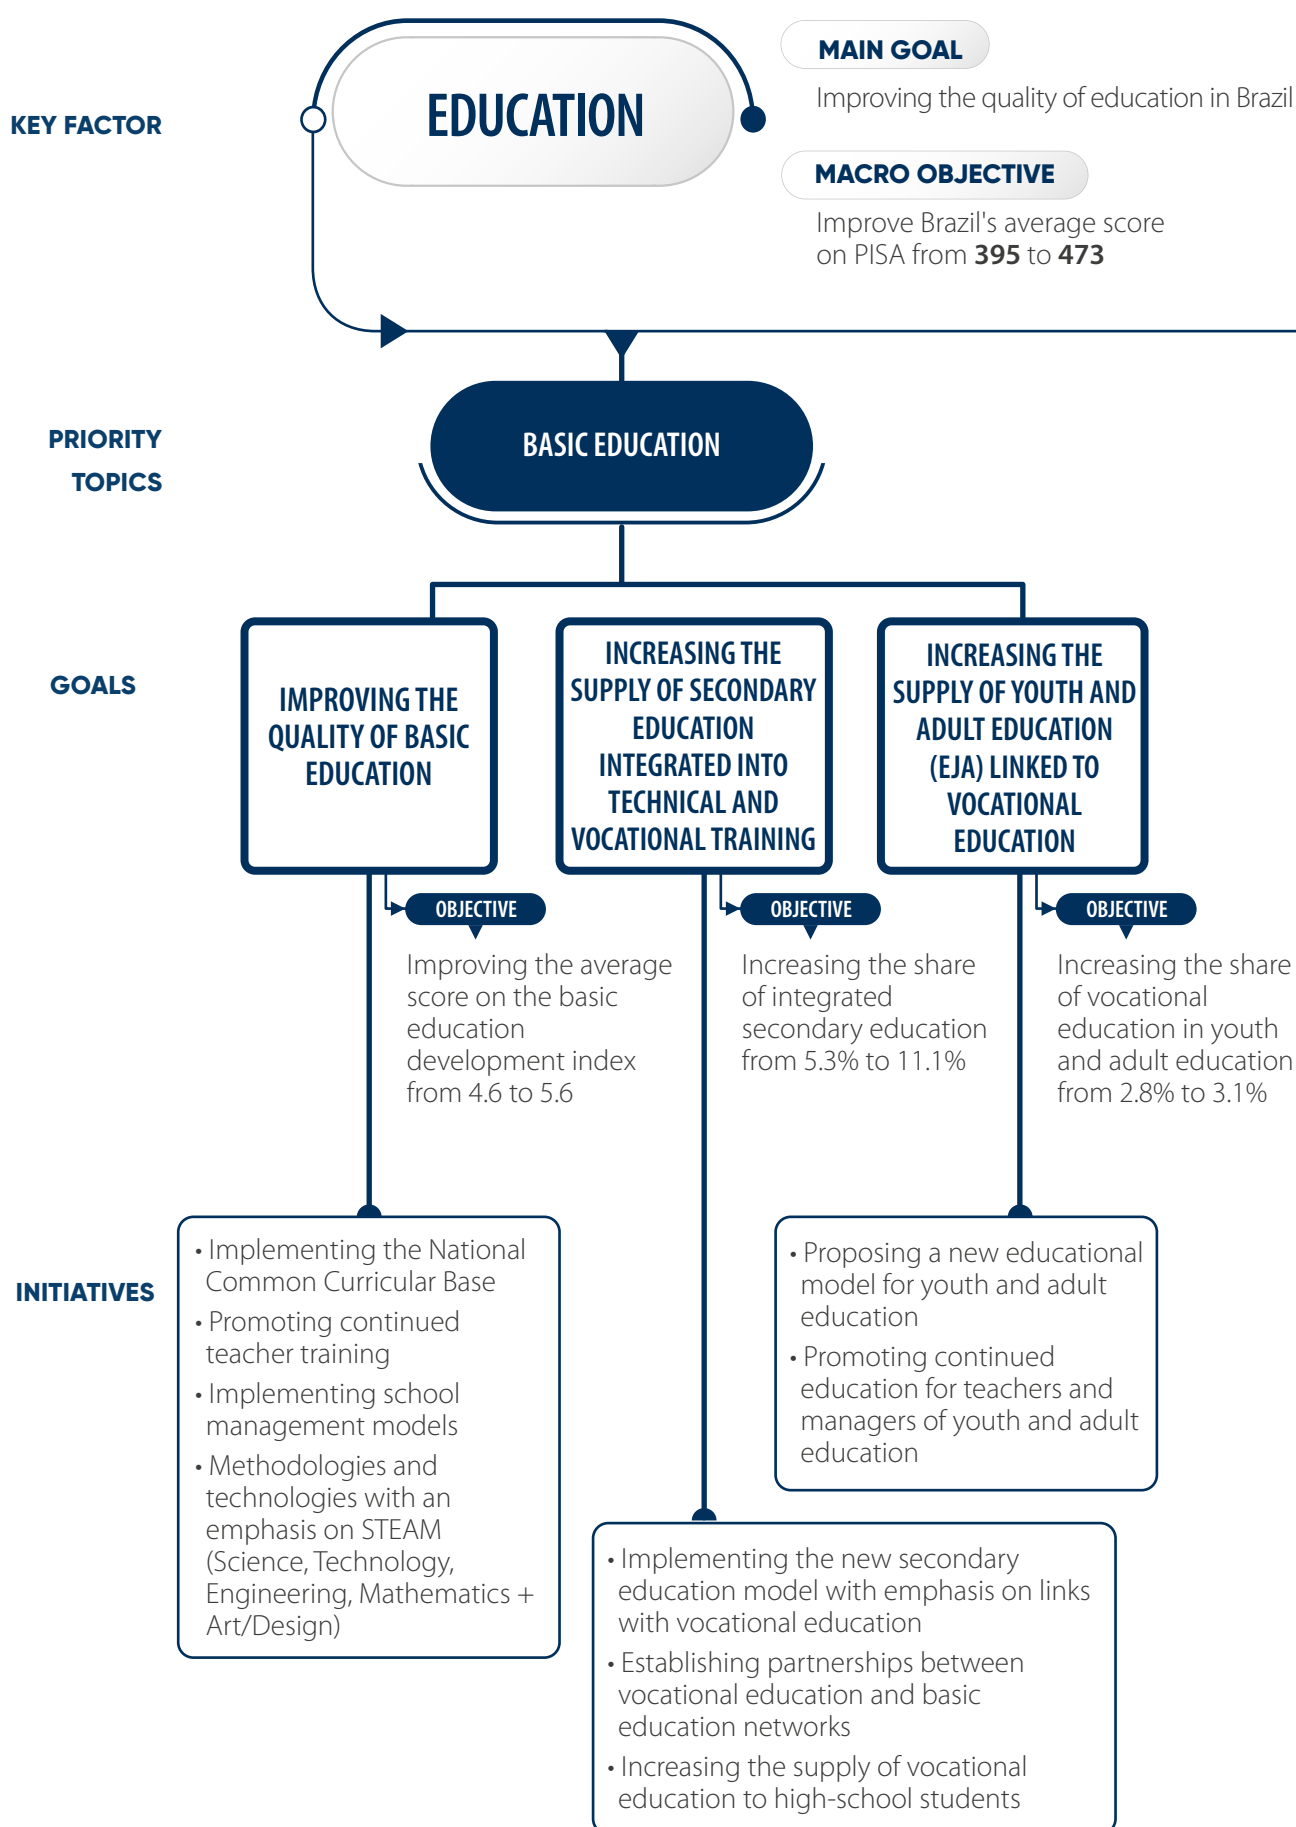 KEY FACTOR
EDUCATION
MAIN GOAL
Improving the quality of education in Brazil
MACRO OBJECTIVE
Improve Brazil's average score
on PISA from 395 to 473
PRIORITY
TOPICS
BASIC EDUCATION
GOALS
IMPROVING THE
QUALITY OF BASIC
EDUCATION
INCREASING THE
SUPPLY OF SECONDARY
EDUCATION
INTEGRATED INTO
TECHNICAL AND
VOCATIONAL TRAINING
INCREASING THE
SUPPLY OF YOUTH AND
ADULT EDUCATION
(EJA) LINKED TO
VOCATIONAL
EDUCATION
OBJECTIVE
Improving the average
score on the basic
education
development index
from 4.6 to 5.6
OBJECTIVE
Increasing the share
of integrated
secondary education
from 5.3% to 11.1%
OBJECTIVE
Increasing the share
of vocational
education in youth
and adult education
from 2.8% to 3.1%
INITIATIVES
• Implementing the National
Common Curricular Base
• Promoting continued
teacher training
• Implementing school
management models
• Methodologies and
technologies with an
emphasis on STEAM
(Science, Technology,
Engineering, Mathematics +
Art/Design)
• Proposing a new educational
model for youth and adult
education
• Promoting continued
education for teachers and
managers of youth and adult
education
• Implementing the new secondary
education model with emphasis on links
with vocational education
• Establishing partnerships between
vocational education and basic
education networks
• Increasing the supply of vocational
education to high-school students